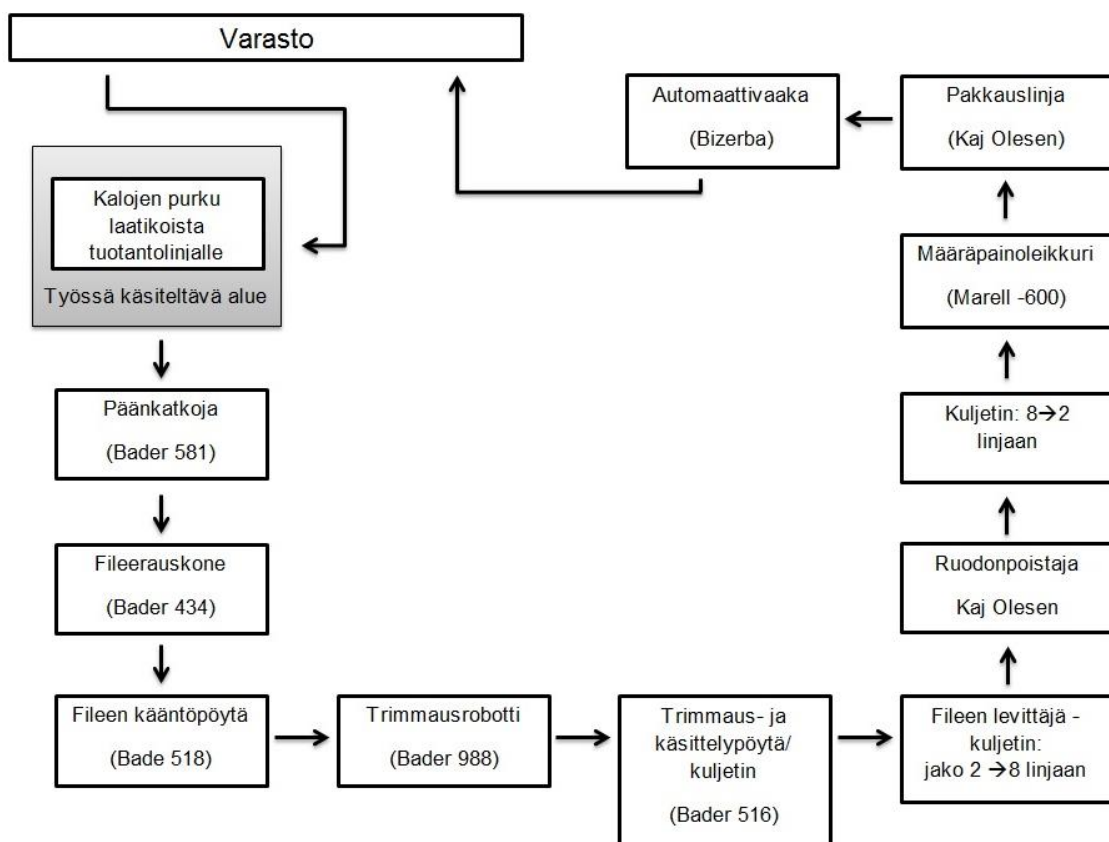 Varasto
Kalojen purku
laatikoista
tuotantolinjalle
Työssä käsiteltävä alue
Päänkatkoja
(Bader 581)
Fileerauskone
(Bader 434)
Fileen kääntöpöytä
(Bade 518)
Trimmausrobotti
(Bader 988)
Trimmaus- ja
käsittelypöytä/
kuljetin
(Bader 516)
Fileen levittäjä -
kuljetin:
jako 2 →8 linjaan
Ruodonpoistaja
Kaj Olesen
Kuljetin: 8→2
linjaan
Määräpainoleikkuri
(Marell -600)
Pakkauslinja
(Kaj Olesen)
Automaattivaaka
(Bizerba)